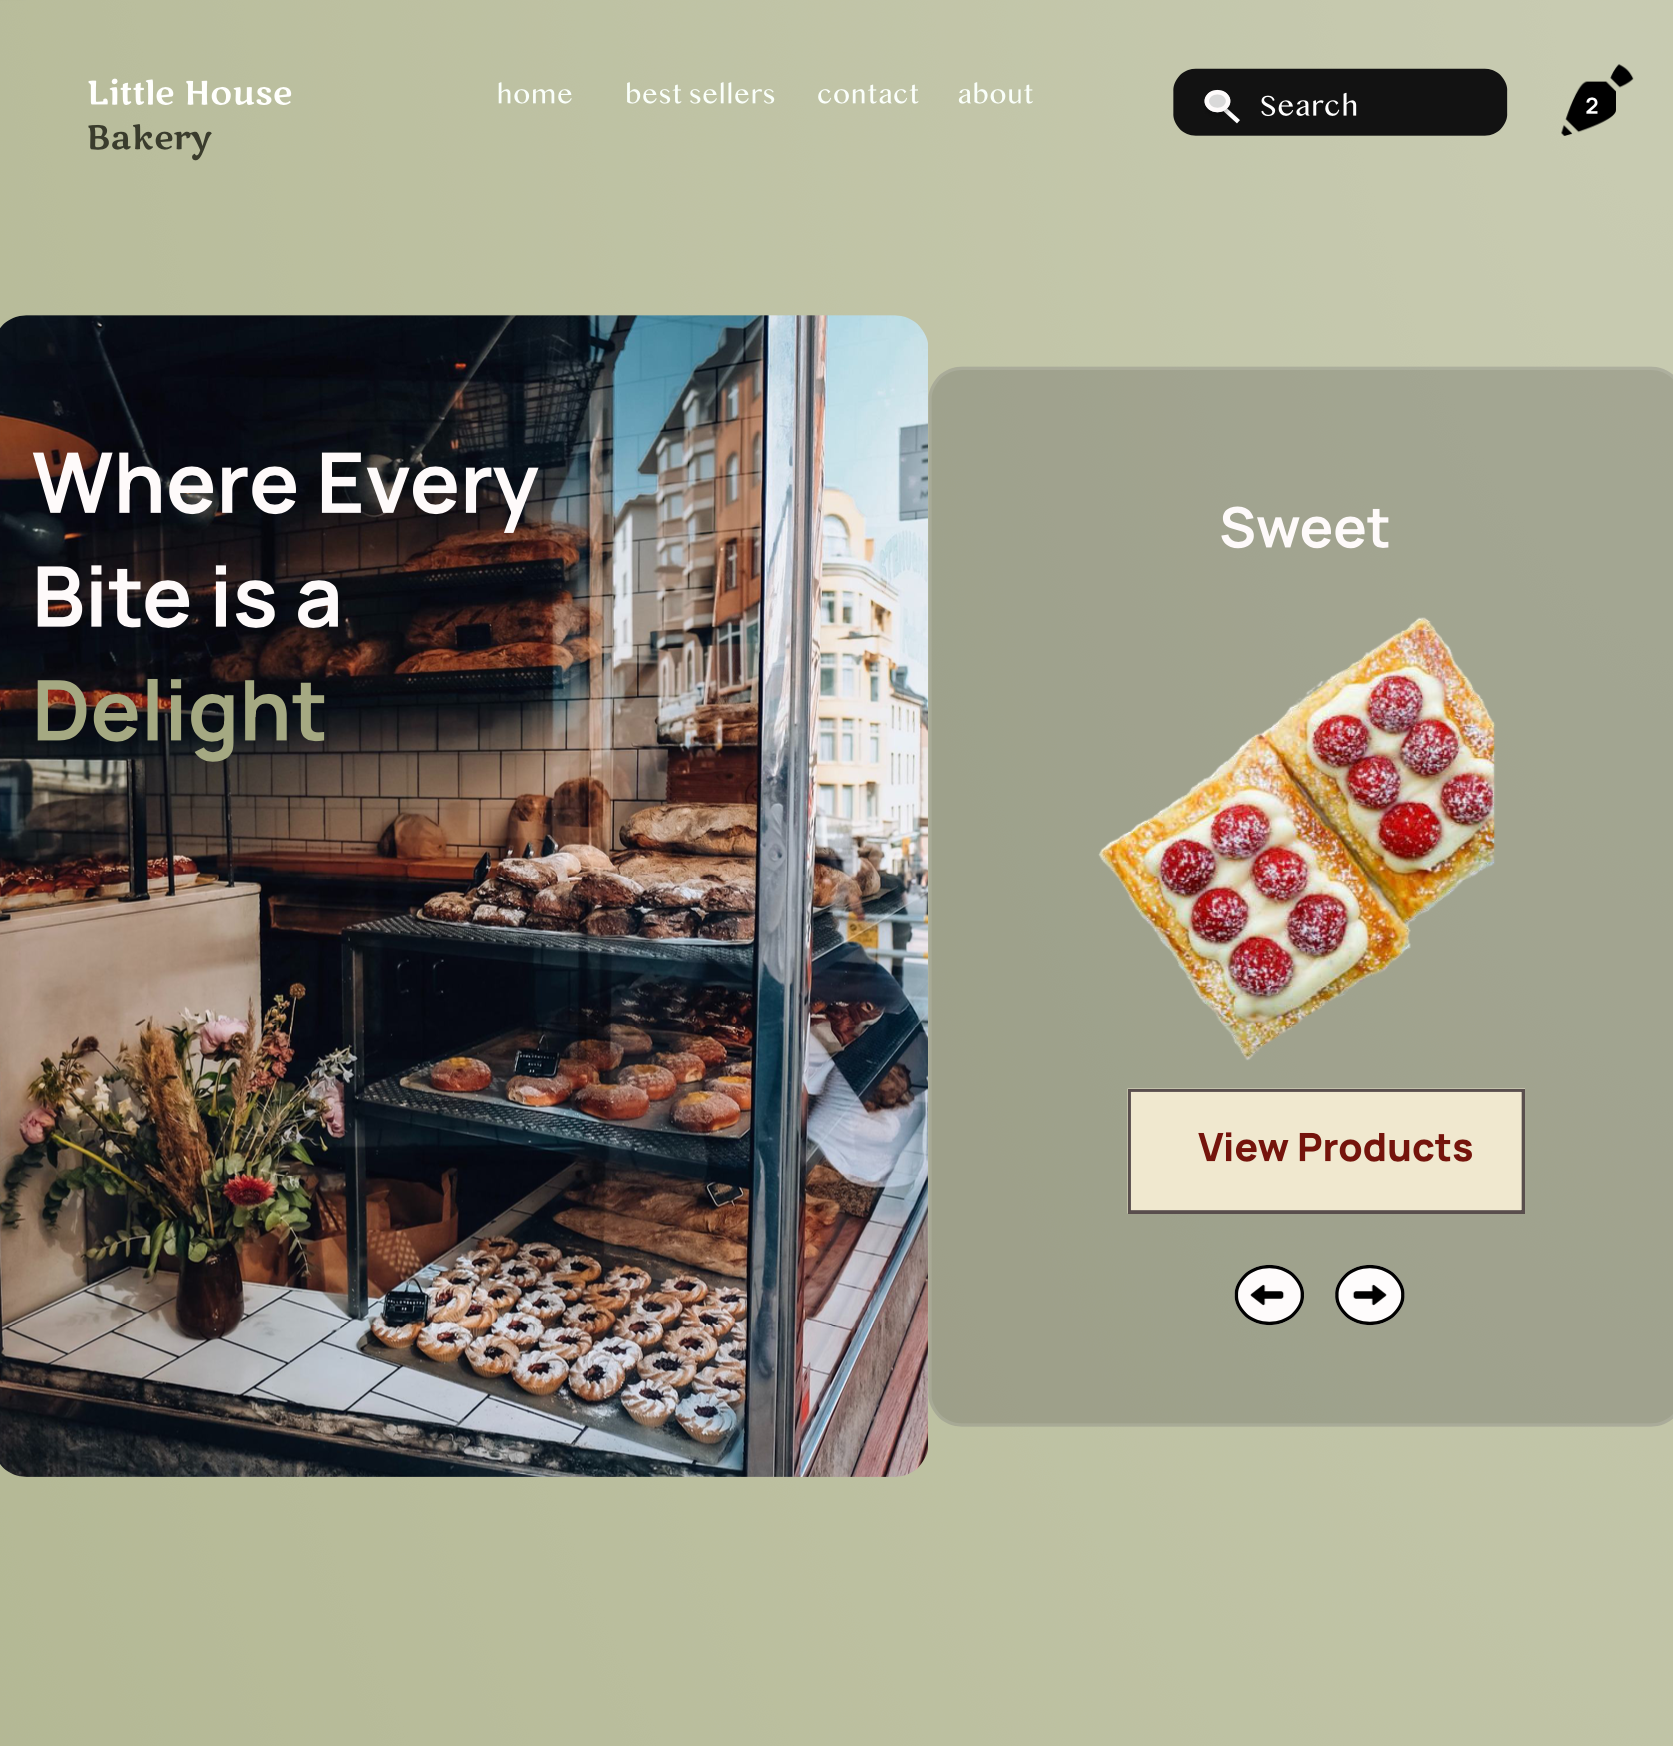 Little House
Bakery
home
best sellers
contact
about
Search
2
Where Every
Bite is a
Delight
Sweet
View Products